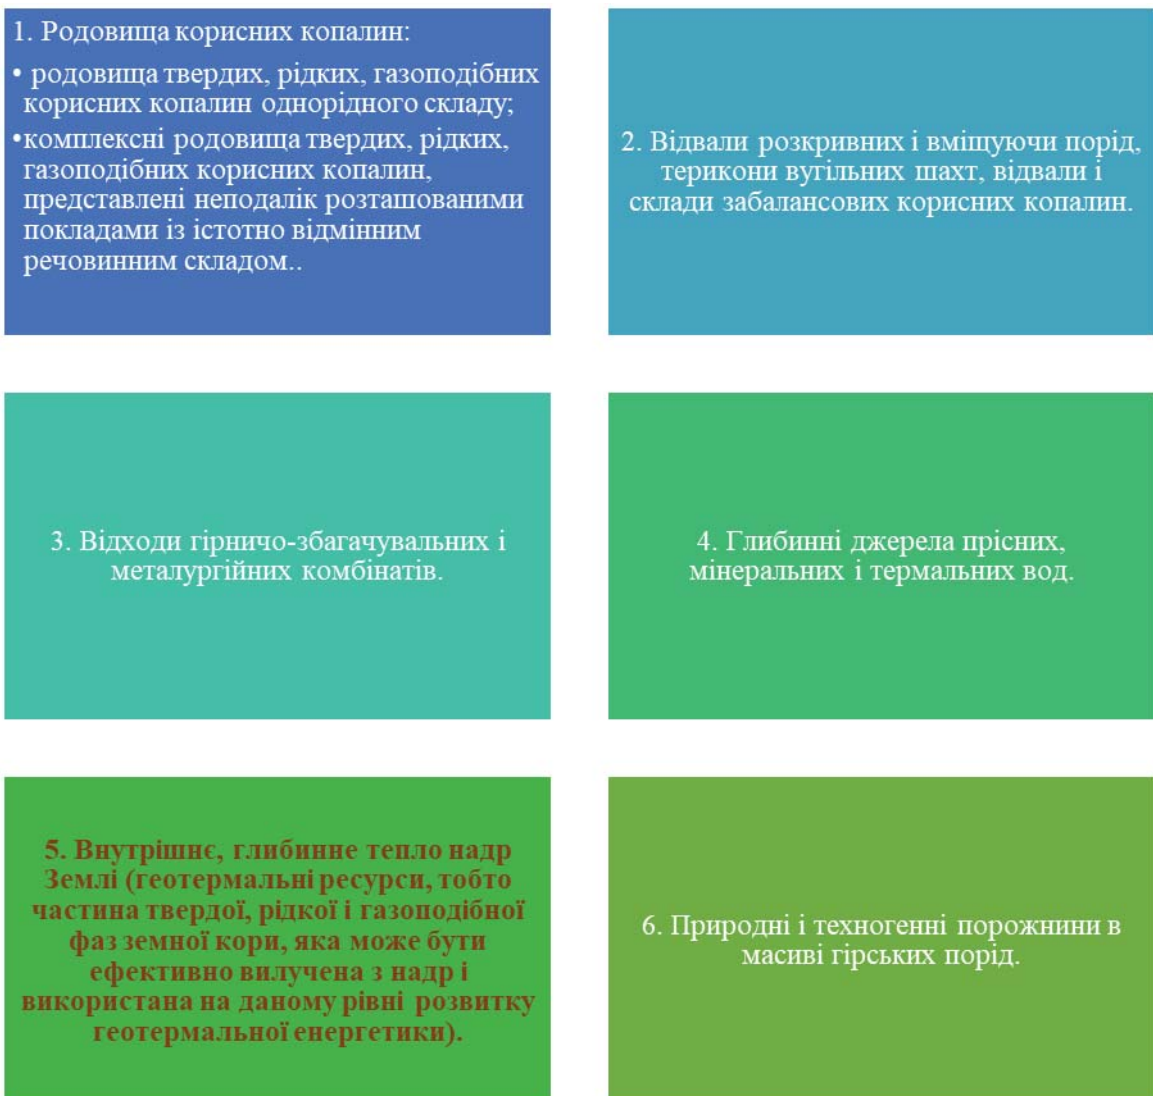 1. Родовища корисних копалин:
• родовища твердих, рідких, газоподібних
корисних копалин однорідного складу;
•комплексні родовища твердих, рідких,
газоподібних корисних копалин,
представлені неподалік розташованими
покладами із істотно відмінним
речовинним складом..
2. Відвали розкривних і вміщуючи порід,
терикони вугільних шахт, відвали і
склади забалансових корисних копалин.
3. Відходи гірничо-збагачувальних і
металургійних комбінатів.
4. Глибинні джерела прісних,
мінеральних і термальних вод.
5. Внутрішнє, глибинне тепло надр
Землі (геотермальні ресурси, тобто
частина твердої, рідкої і газоподібної
фаз земної кори, яка може бути
ефективно вилучена з надр і
використана на даному рівні розвитку
геотермальної енергетики).
6. Природні і техногенні порожнини в
масиві гірських порід.